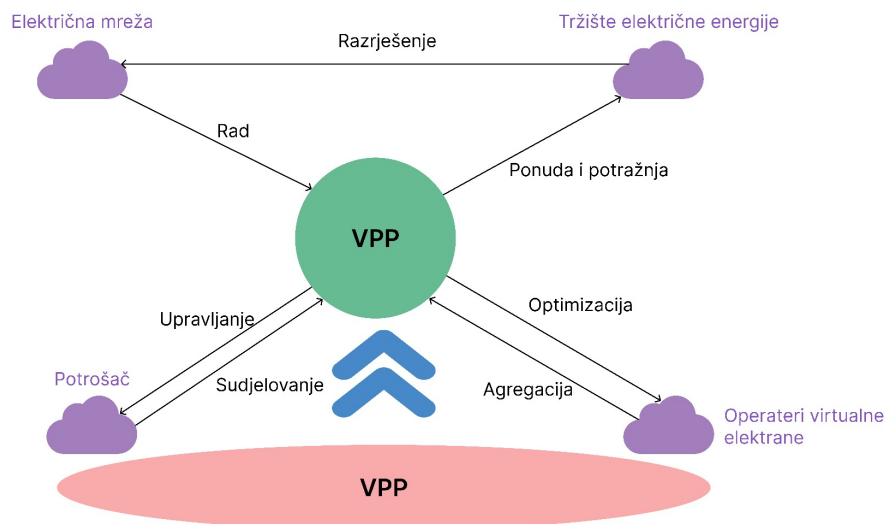 Električna mreža
Tržište električne energije
Razrješenje
Rad
Ponuda i potražnja
VPP
Upravljanje
Optimizacija
Potrošač
Sudjelovanje
Agregacija
Operateri virtualne
elektrane
VPP